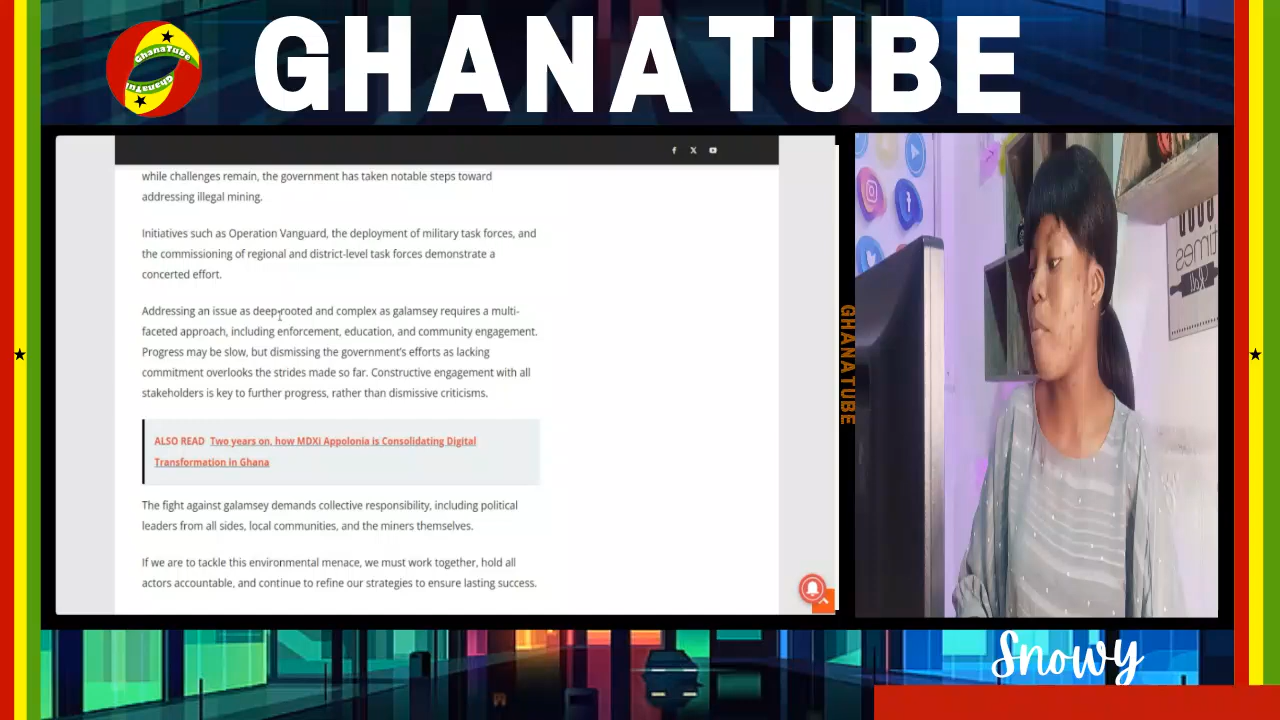 GHANATUBE
GhanaTube
GhanaTube
while challenges remain, the government has taken notable steps toward
addressing illegal mining.
Initiatives such as Operation Vanguard, the deployment of military task forces, and
the commissioning of regional and district-level task forces demonstrate a
concerted effort.
Addressing an issue as deep-rooted and complex as galamsey requires a multi-
faceted approach, including enforcement, education, and community engagement.
Progress may be slow, but dismissing the government's efforts as lacking
commitment overlooks the strides made so far. Constructive engagement with all
stakeholders is key to further progress, rather than dismissive criticisms.
ALSO READ Two years on, how MDXi Appolonia is Consolidating Digital
Transformation in Ghana
The fight against galamsey demands collective responsibility, including political
leaders from all sides, local communities, and the miners themselves.
If we are to tackle this environmental menace, we must work together, hold all
actors accountable, and continue to refine our strategies to ensure lasting success.
GHANATUBE
times
Roll
Snowy